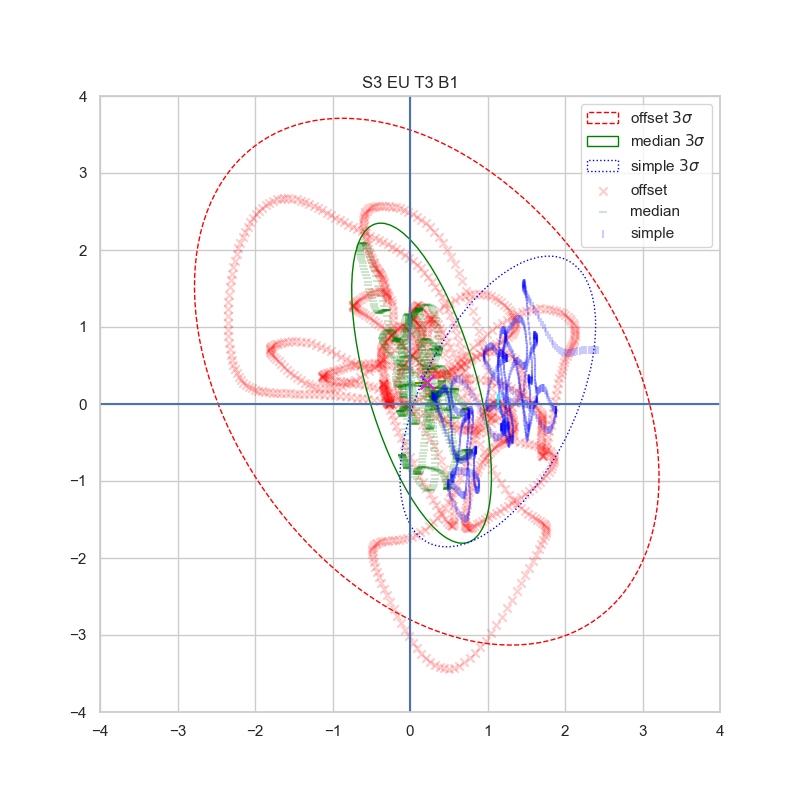 S3 EU T3 B1
offset 3σ
median 3σ
simple 3σ
offset
median
simple
4
3
2
1
0
−1
−2
−3
−4
−4 −3 −2 −1 0 1 2 3 4